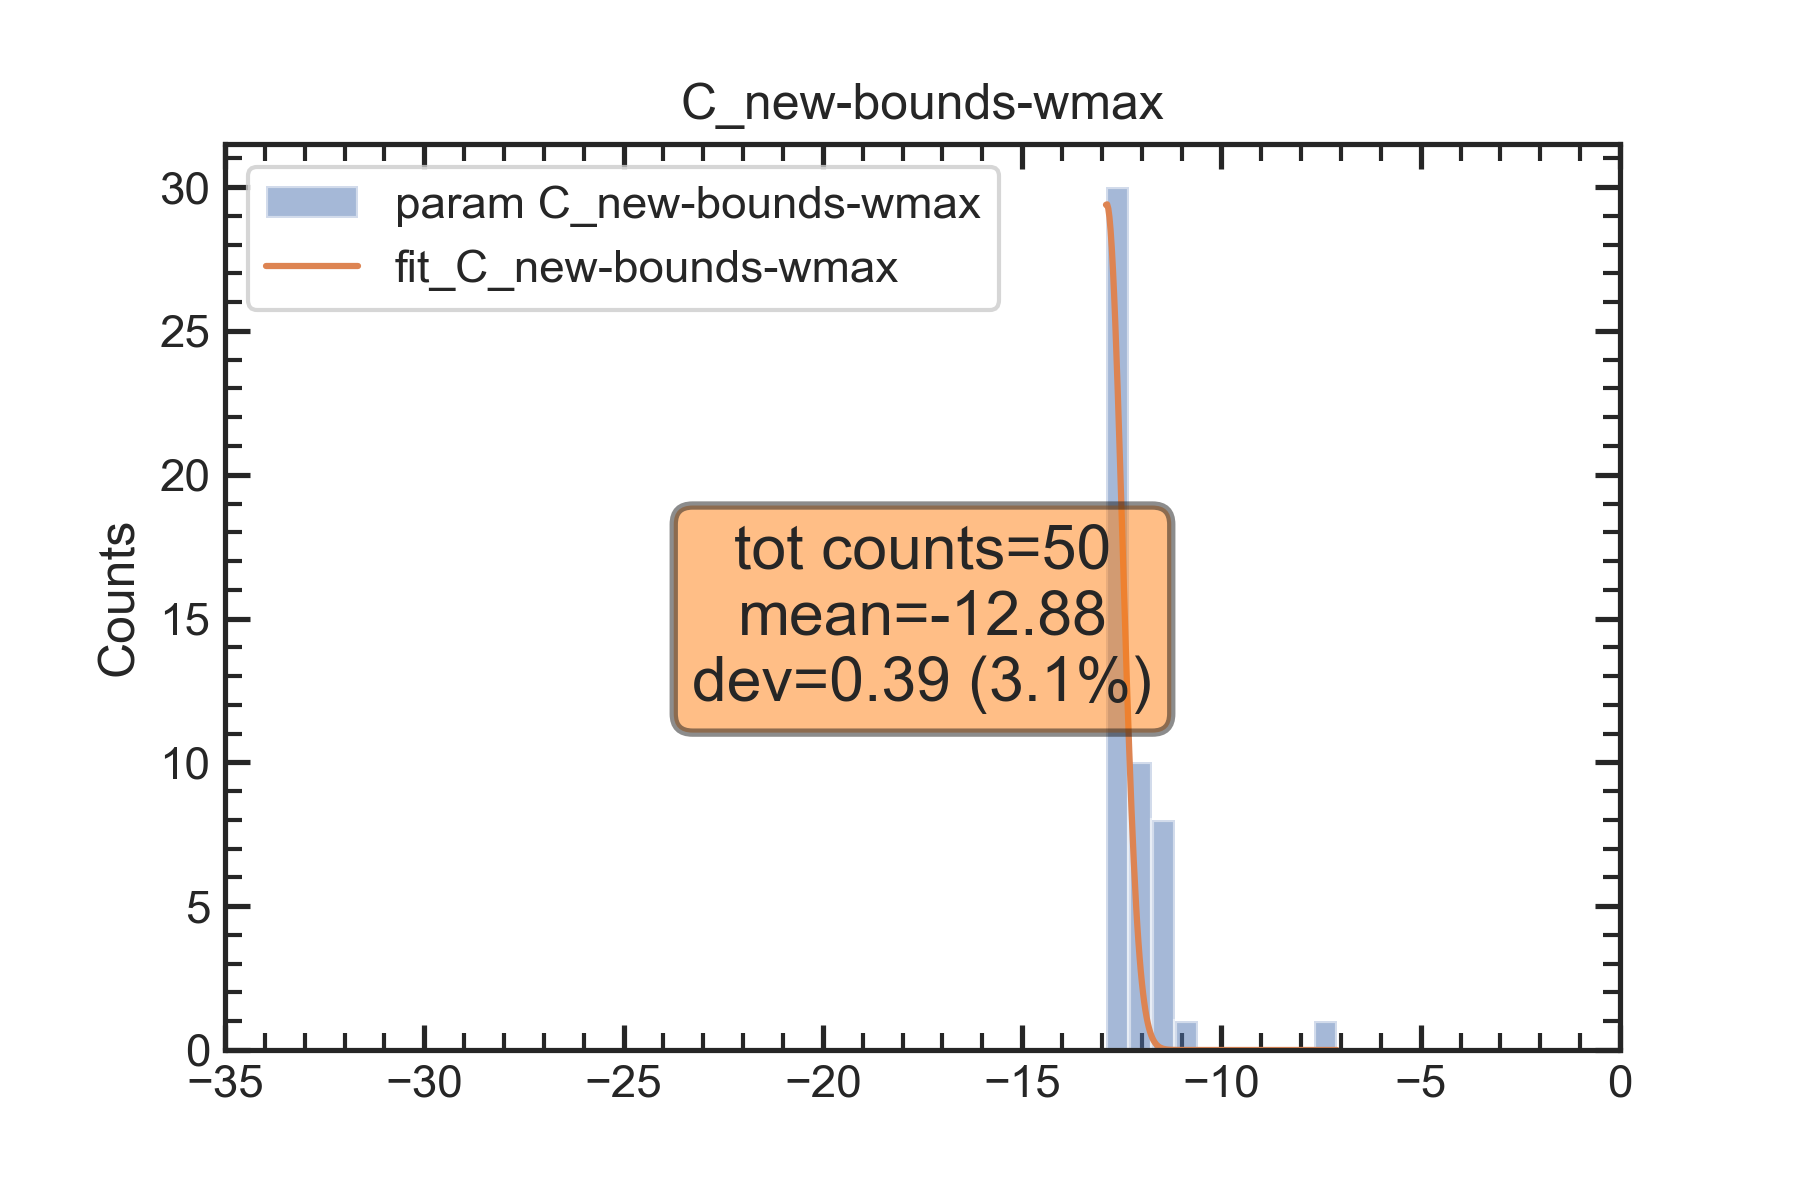 C_new-bounds-wmax
param C_new-bounds-wmax
fit_C_new-bounds-wmax
30
25
20
15
10
5
0
Counts
tot counts=50
mean=-12.88
dev=0.39 (3.1%)
−35 −30 −25 −20 −15 −10 −5 0